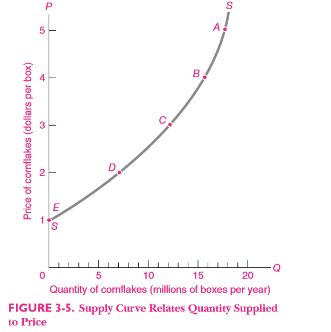 P
S
5
A
4
B
3
C
2
D
E
1
S
0
5
10
15
20
Q
Price of cornflakes (dollars per box)
Quantity of cornflakes (millions of boxes per year)
FIGURE 3-5. Supply Curve Relates Quantity Supplied
to Price